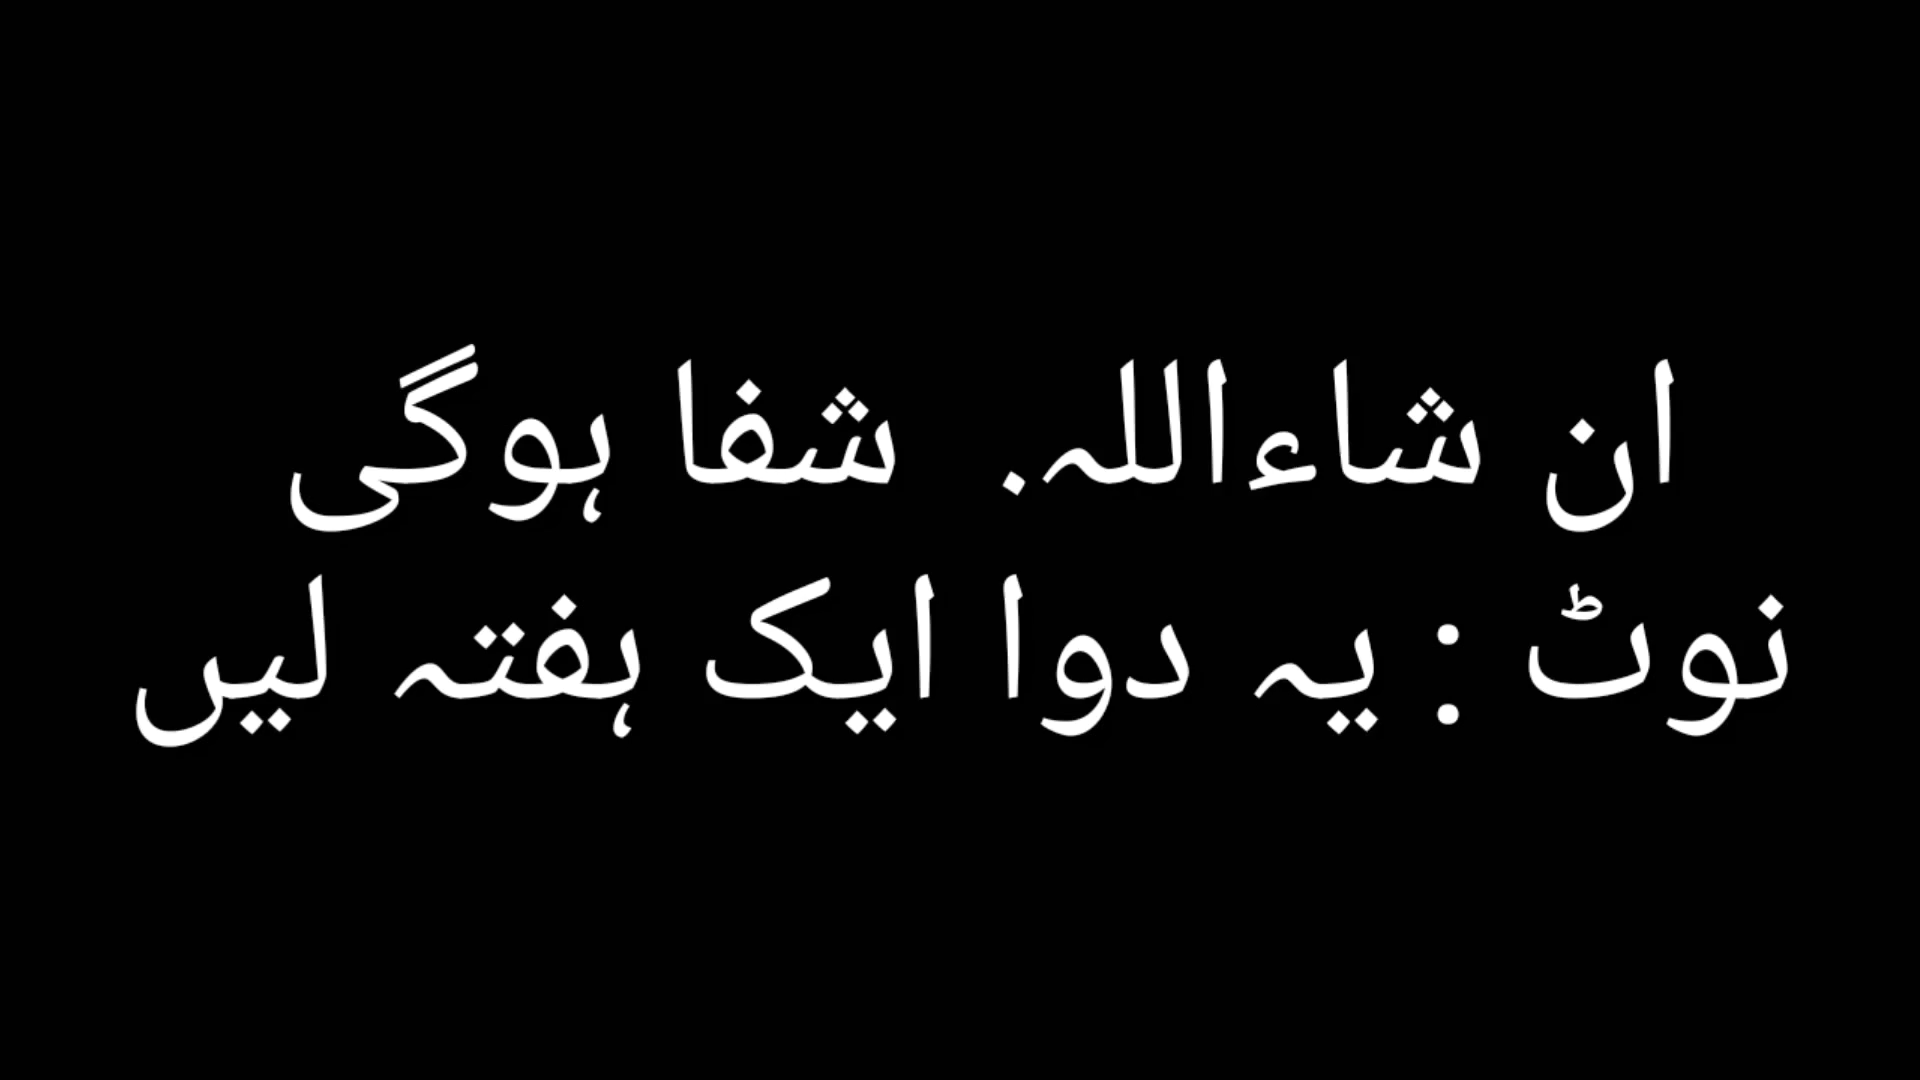 ان شاءاللہ.  شفا ہوگی
نوٹ : یہ دوا ایک ہفتہ لیں